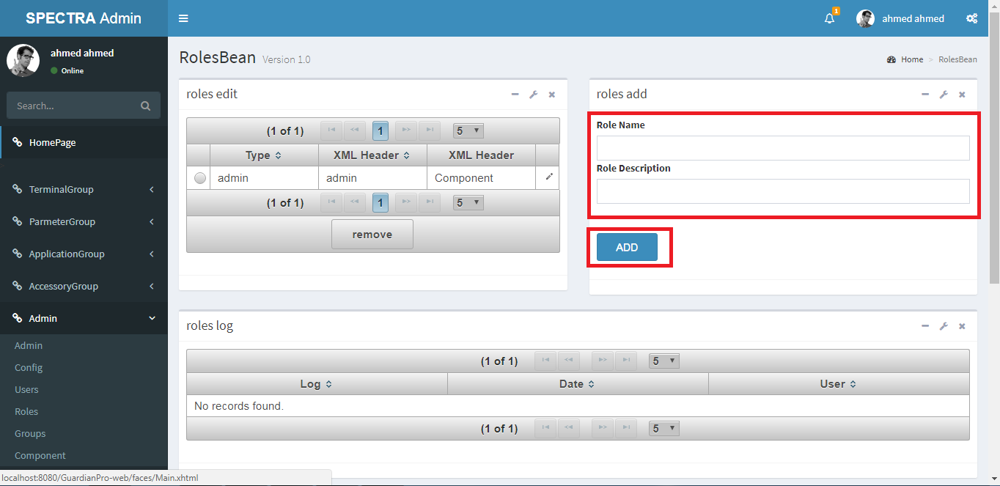 SPECTRA Admin
1
ahmed ahmed
ahmed ahmed
Online
Search...
HomePage
TerminalGroup
ParmeterGroup
ApplicationGroup
AccessoryGroup
Admin
Admin
Config
Users
Roles
Groups
Component
RolesBean Version 1.0
Home > RolesBean
roles edit
(1 of 1) 1 5
Type XML Header XML Header
admin admin Component
(1 of 1) 1 5
remove
roles add
Role Name
Role Description
ADD
roles log
(1 of 1) 5
Log Date User
No records found.
(1 of 1) 5
localhost:8080/GuardianPro-web/faces/Main.xhtml